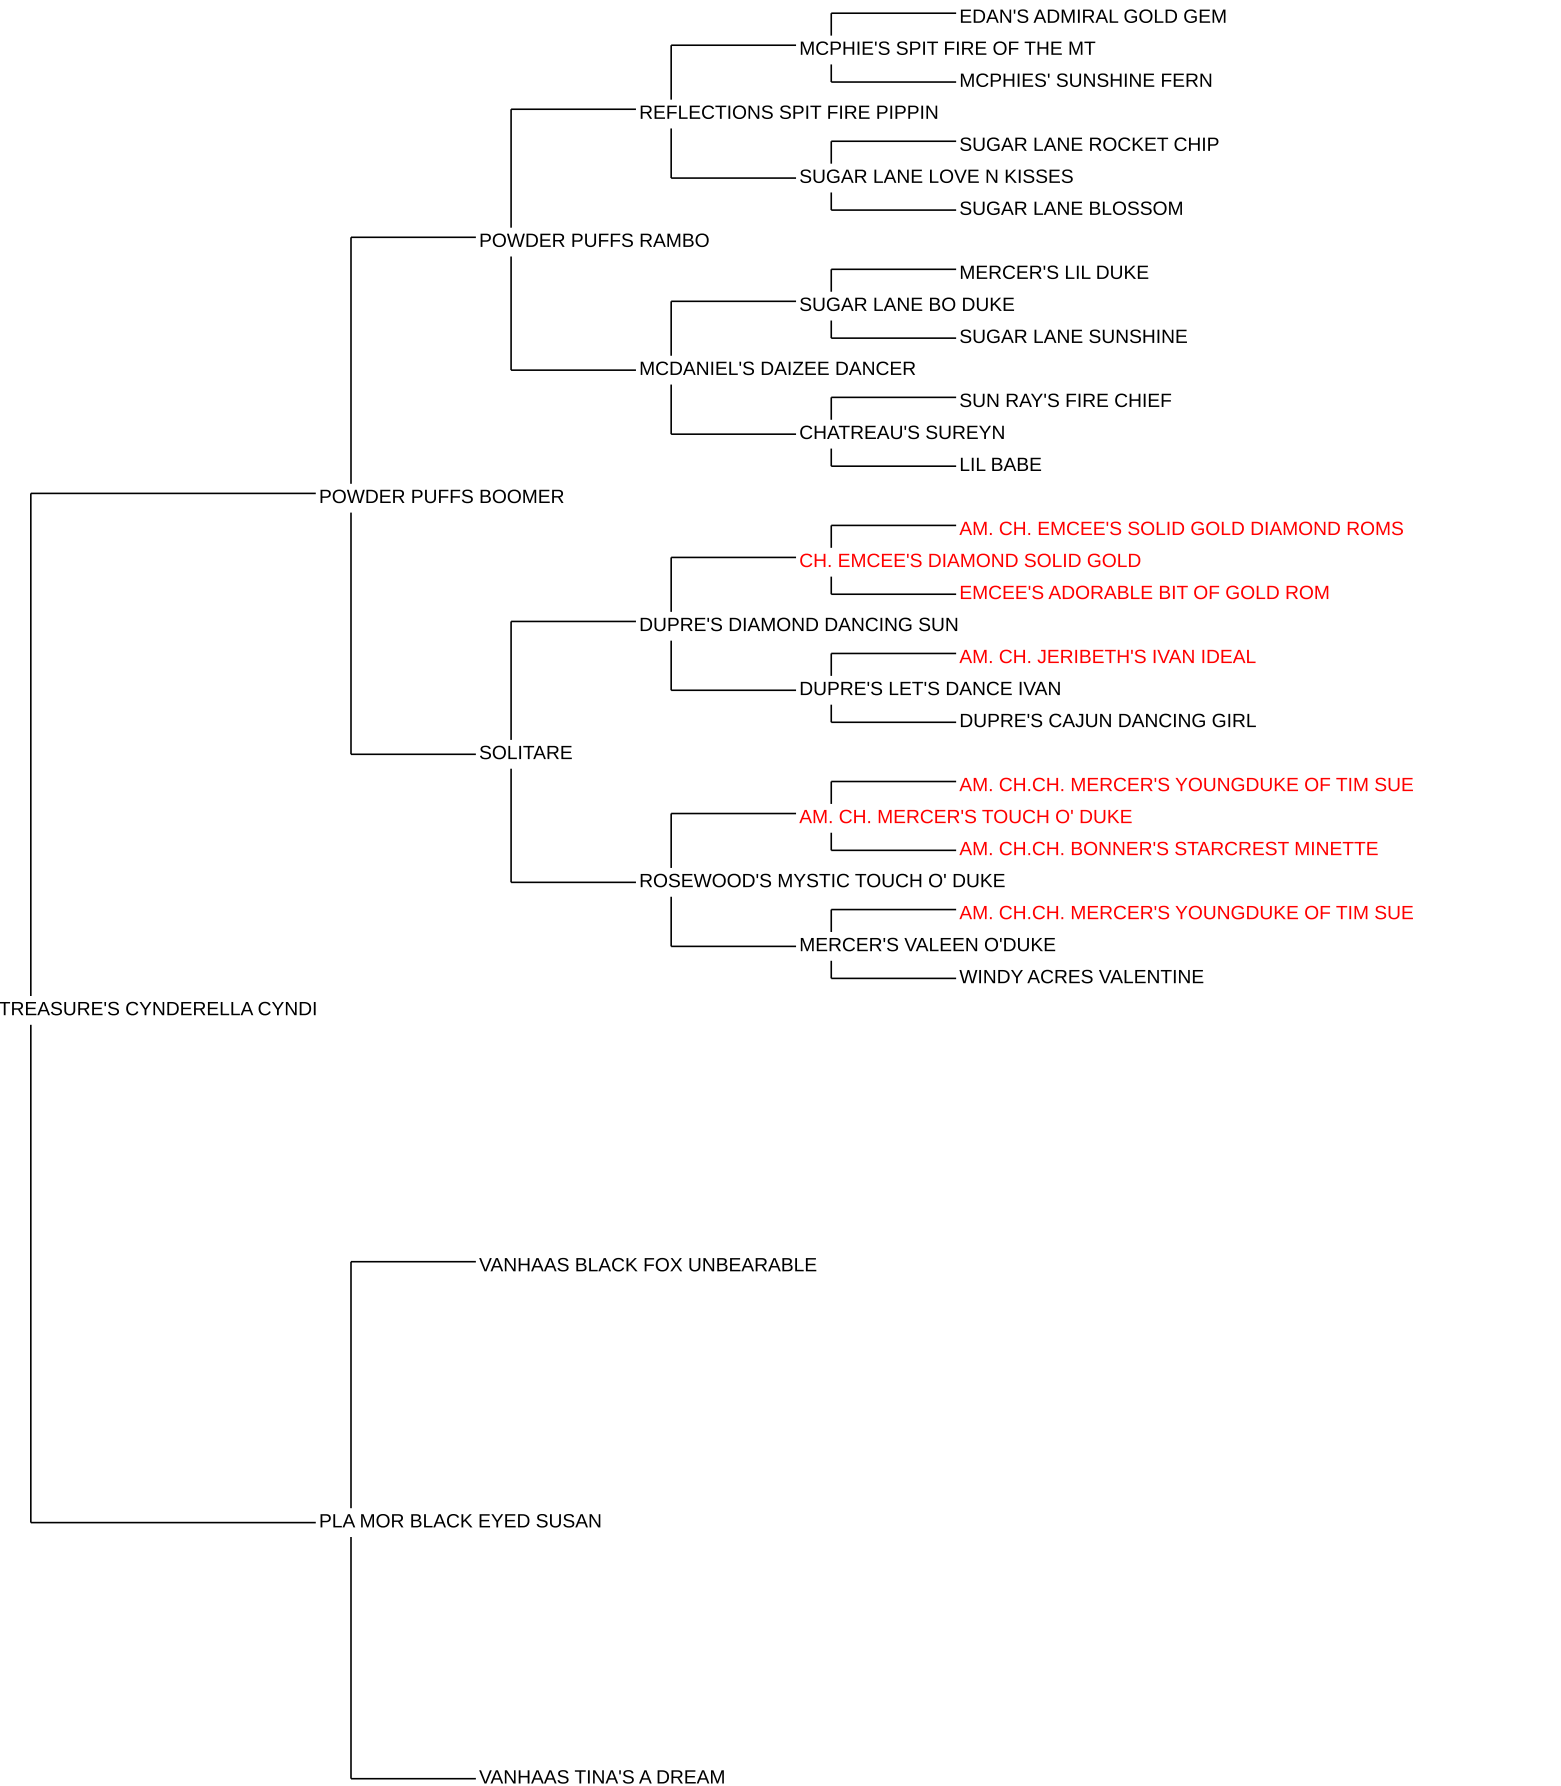 EDAN'S ADMIRAL GOLD GEM
MCPHIE'S SPIT FIRE OF THE MT
MCPHIES' SUNSHINE FERN
REFLECTIONS SPIT FIRE PIPPIN
SUGAR LANE ROCKET CHIP
SUGAR LANE LOVE N KISSES
SUGAR LANE BLOSSOM
POWDER PUFFS RAMBO
MERCER'S LIL DUKE
SUGAR LANE BO DUKE
SUGAR LANE SUNSHINE
MCDANIEL'S DAIZEE DANCER
SUN RAY'S FIRE CHIEF
CHATREAU'S SUREYN
LIL BABE
POWDER PUFFS BOOMER
AM. CH. EMCEE'S SOLID GOLD DIAMOND ROMS
CH. EMCEE'S DIAMOND SOLID GOLD
EMCEE'S ADORABLE BIT OF GOLD ROM
DUPRE'S DIAMOND DANCING SUN
AM. CH. JERIBETH'S IVAN IDEAL
DUPRE'S LET'S DANCE IVAN
DUPRE'S CAJUN DANCING GIRL
SOLITARE
AM. CH.CH. MERCER'S YOUNGDUKE OF TIM SUE
AM. CH. MERCER'S TOUCH O' DUKE
AM. CH.CH. BONNER'S STARCREST MINETTE
ROSEWOOD'S MYSTIC TOUCH O' DUKE
AM. CH.CH. MERCER'S YOUNGDUKE OF TIM SUE
MERCER'S VALEEN O'DUKE
WINDY ACRES VALENTINE
TREASURE'S CYNDERELLA CYNDI
VANHAAS BLACK FOX UNBEARABLE
PLA MOR BLACK EYED SUSAN
VANHAAS TINA'S A DREAM